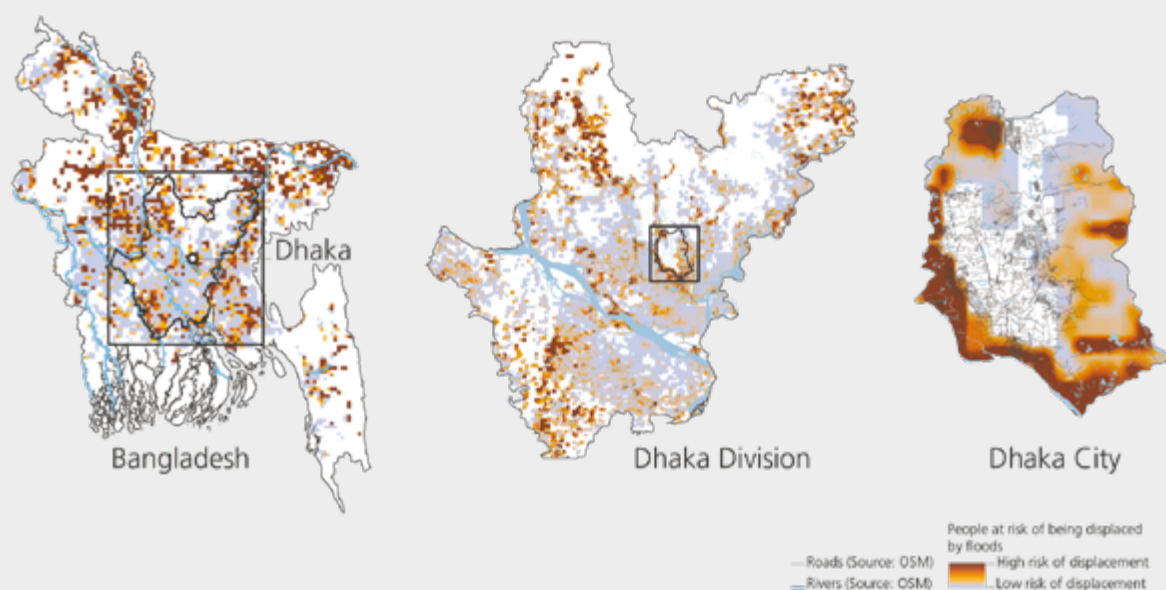 Dhaka
Bangladesh
Dhaka Division
Dhaka City
People at risk of being displaced
by floods
Roads (Source: OSM)
High risk of displacement
Rivers (Source: OSM)
Low risk of displacement